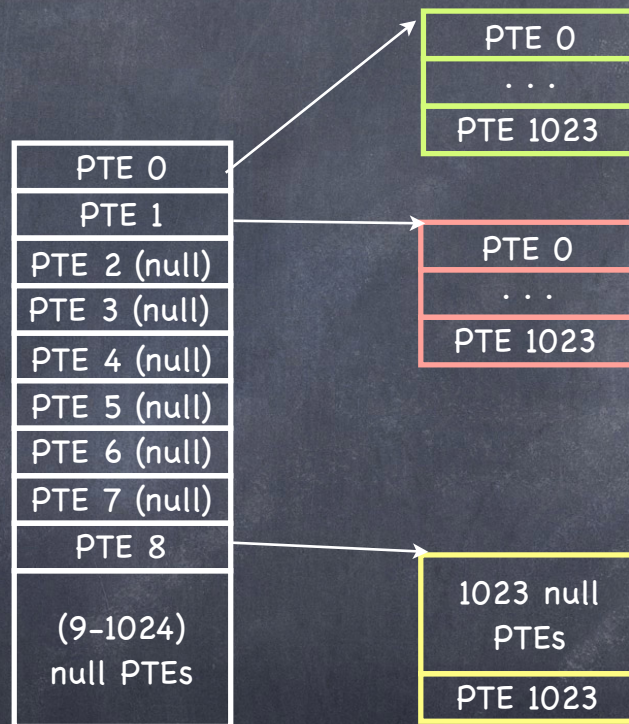 PTE 0
PTE 1
PTE 2 (null)
PTE 3 (null)
PTE 4 (null)
PTE 5 (null)
PTE 6 (null)
PTE 7 (null)
PTE 8
(9-1024)
null PTEs
PTE 0
. . .
PTE 1023
PTE 0
. . .
PTE 1023
1023 null
PTEs
PTE 1023